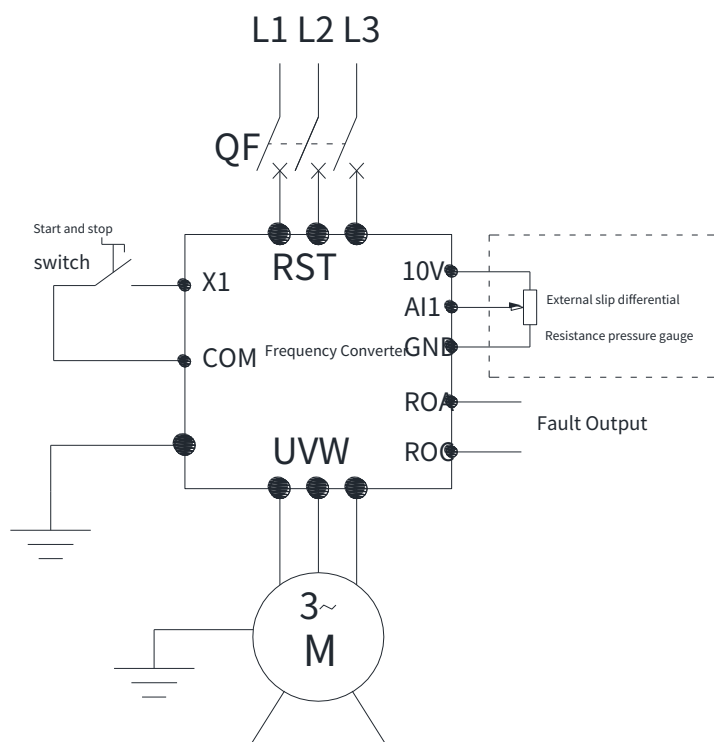 L1 L2 L3
QF
Start and stop
switch
RST
X1
10V
AI1
External slip differential
Resistance pressure gauge
COM
Frequency Converter
GND
ROA
Fault Output
UVW
ROC
3~
M